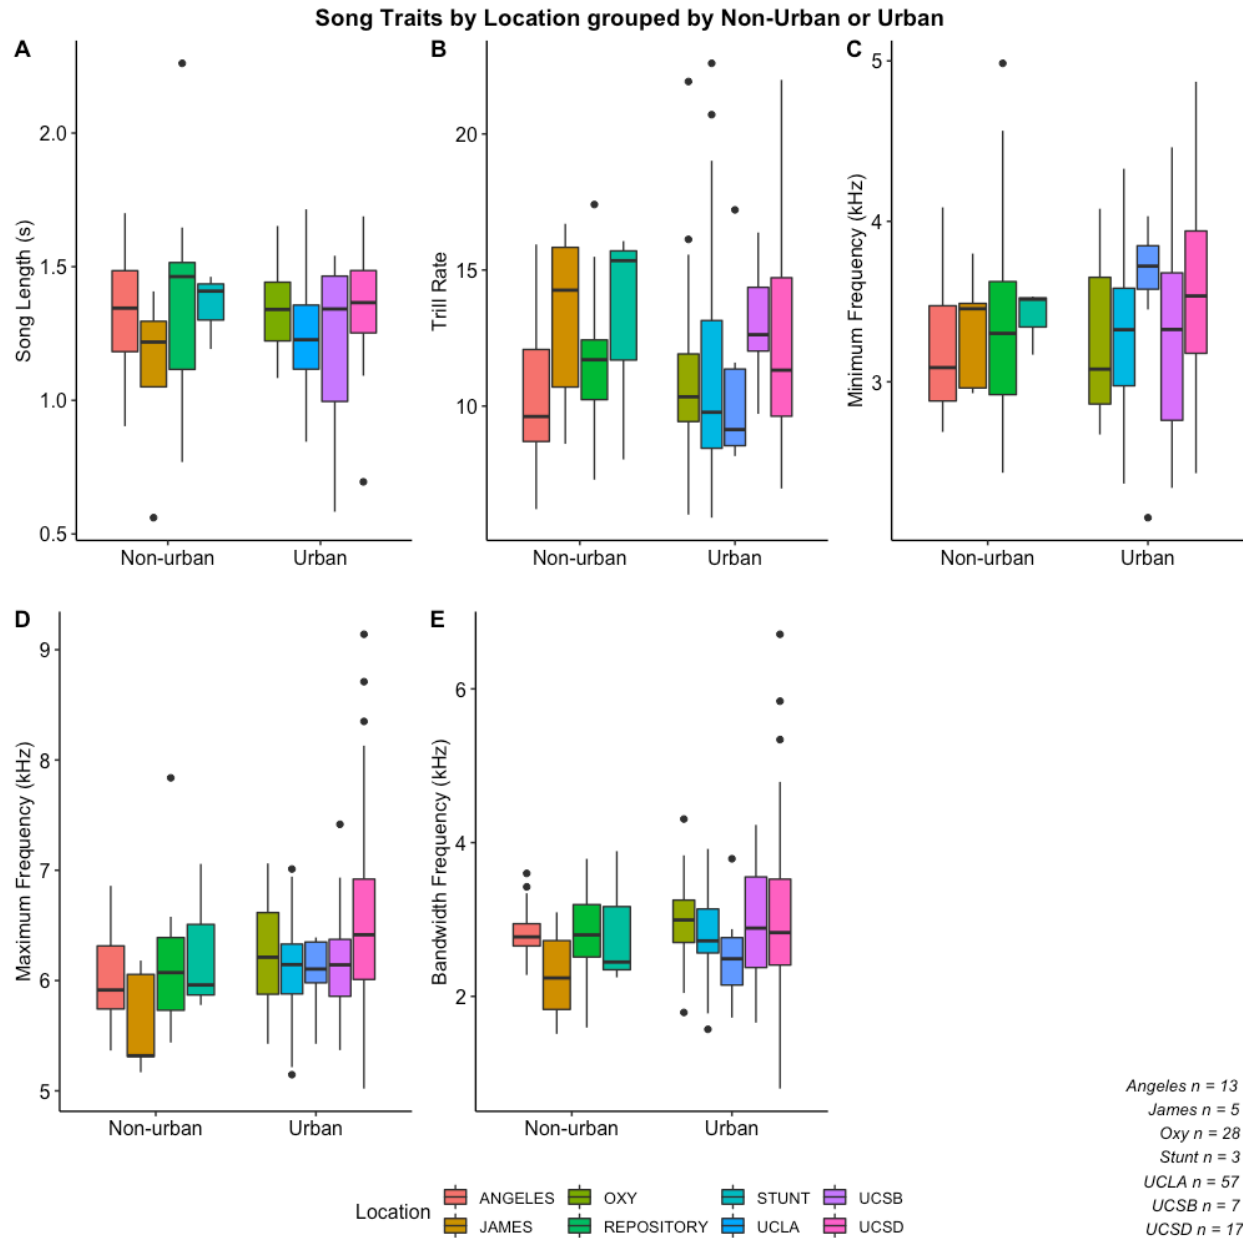 Song Traits by Location grouped by Non-Urban or Urban
A
B
C
Song Length (s)
2.0
1.5
1.0
0.5
Non-urban
Urban
Trill Rate
20
15
10
Non-urban
Urban
Minimum Frequency (kHz)
5
4
3
Non-urban
Urban
D
E
Maximum Frequency (kHz)
9
8
7
6
5
Non-urban
Urban
Bandwidth Frequency (kHz)
6
4
2
Non-urban
Urban
Angeles n = 13
James n = 5
Oxy n = 28
Stunt n = 3
UCLA n = 57
UCSB n = 7
UCSD n = 17
Location
ANGELES
OXY
STUNT
UCSB
JAMES
REPOSITORY
UCLA
UCSD